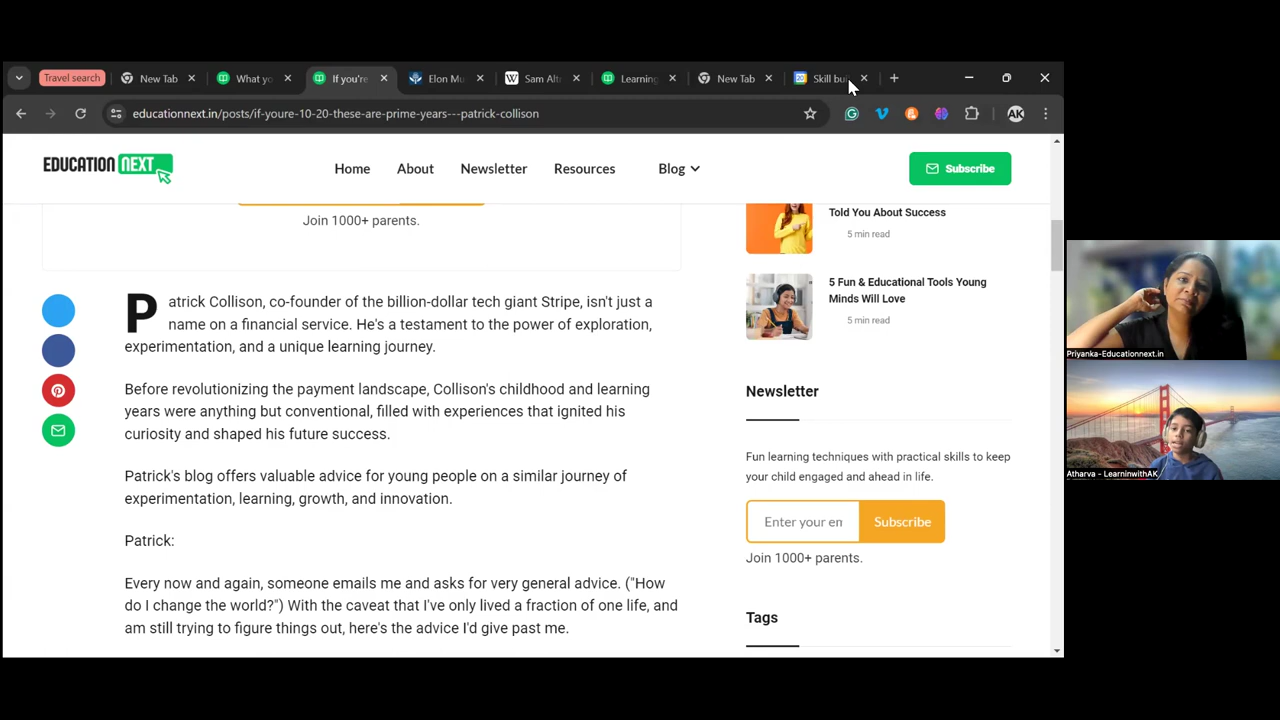 Travel search
New Tab
What yo
If you're
Elon Mu
Sam Alt
Learning
New Tab
20
Skill bui
educationnext.in/posts/if-youre-10-20-these-are-prime-years---patrick-collison
AK
EDUCATION NEXT
Home
About
Newsletter
Resources
Blog
Subscribe
Join 1000+ parents.
Patrick Collison, co-founder of the billion-dollar tech giant Stripe, isn't just a
name on a financial service. He's a testament to the power of exploration,
experimentation, and a unique learning journey.
Before revolutionizing the payment landscape, Collison's childhood and learning
years were anything but conventional, filled with experiences that ignited his
curiosity and shaped his future success.
Patrick's blog offers valuable advice for young people on a similar journey of
experimentation, learning, growth, and innovation.
Patrick:
Every now and again, someone emails me and asks for very general advice. ("How
do I change the world?") With the caveat that I've only lived a fraction of one life, and
am still trying to figure things out, here's the advice I'd give past me.
Told You About Success
5 min read
5 Fun & Educational Tools Young
Minds Will Love
5 min read
Newsletter
Fun learning techniques with practical skills to keep
your child engaged and ahead in life.
Enter your en
Subscribe
Join 1000+ parents.
Tags
Priyanka-Educationnext.in
Atharva - LearninwithAK